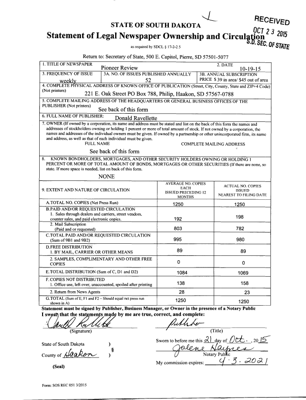 RECEIVED
OCT 23 2015
S.D. SEC. OF STATE
STATE OF SOUTH DAKOTA
Statement of Legal Newspaper Ownership and Circulation
as required by SDCL 17-2-2.5
Return to: Secretary of State, 500 E. Capitol, Pierre, SD 57501-5077
1. TITLE OF NEWSPAPER
Pioneer Review
2. DATE
10-19-15
3. FREQUENCY OF ISSUE
weekly
3A. NO. OF ISSUES PUBLISHED ANNUALLY
52
3B. ANNUAL SUBSCRIPTION
PRICE $ 39 in area/ $45 out of area
4. COMPLETE PHYSICAL ADDRESS OF KNOWN OFFICE OF PUBLICATION (Street, City, County, State and ZIP+4 Code)
(Not printers)
221 E. Oak Street PO Box 788, Philip, Haakon, SD 57567-0788
5. COMPLETE MAILING ADDRESS OF THE HEADQUARTERS OR GENERAL BUSINESS OFFICES OF THE
PUBLISHER (Not printers)
See back of this form
6. FULL NAME OF PUBLISHER:
Donald Ravellette
7. OWNER (If owned by a corporation, its name and address must be stated and list on the back of this form the names and
addresses of stockholders owning or holding 1 percent or more of total amount of stock. If not owned by a corporation, the
names and addresses of the individual owners must be given. If owned by a partnership or other unincorporated firm, its name
and address, as well as that of each individual must be given.
FULL NAME
COMPLETE MAILING ADDRESS
See back of this form
8. KNOWN BONDHOLDERS, MORTGAGES, AND OTHER SECURITY HOLDERS OWNING OR HOLDING 1
PERCENT OR MORE OF TOTAL AMOUNT OF BONDS, MORTGAGES OR OTHER SECURITIES (If there are none, so
state. If more space is needed, list on back of this form).
NONE
9. EXTENT AND NATURE OF CIRCULATION
AVERAGE NO. COPIES
EACH
ISSUED PRECEDING 12
MONTHS
ACTUAL NO. COPIES
ISSUED
NEAREST TO FILING DATE
A. TOTAL NO. COPIES (Net Press Run)
1250
1250
B. PAID AND/OR REQUESTED CIRCULATION
1. Sales through dealers and carriers, street vendors,
counter sales, and paid electronic copies.
192
198
2. Mail Subscription
(Paid and or requested)
803
782
C. TOTAL PAID AND/OR REQUESTED CIRCULATION
(Sum of 9B1 and 9B2)
995
980
D. FREE DISTRIBUTION
1. BY MAIL, CARRIER OR OTHER MEANS
89
89
2. SAMPLES, COMPLIMENTARY AND OTHER FREE
COPIES
0
0
E. TOTAL DISTRIBUTION (Sum of C, D1 and D2)
1084
1069
F. COPIES NOT DISTRIBUTED
1. Office use, left over, unaccounted, spoiled after printing
138
158
2. Return from News Agents
28
23
G. TOTAL (Sum of E, F1 and F2 - Should equal net press run
shown in A)
1250
1250
Statement must be signed by Publisher, Business Manager, or Owner in the presence of a Notary Public
I swear that the statements made by me are true, correct, and complete:
Publisher
(Signature)
(Title)
State of South Dakota )
County of Haakon )
(Seal)
Sworn to before me this 21 day of Oct. 2015
Notary Public
My commission expires: 4-3-2021